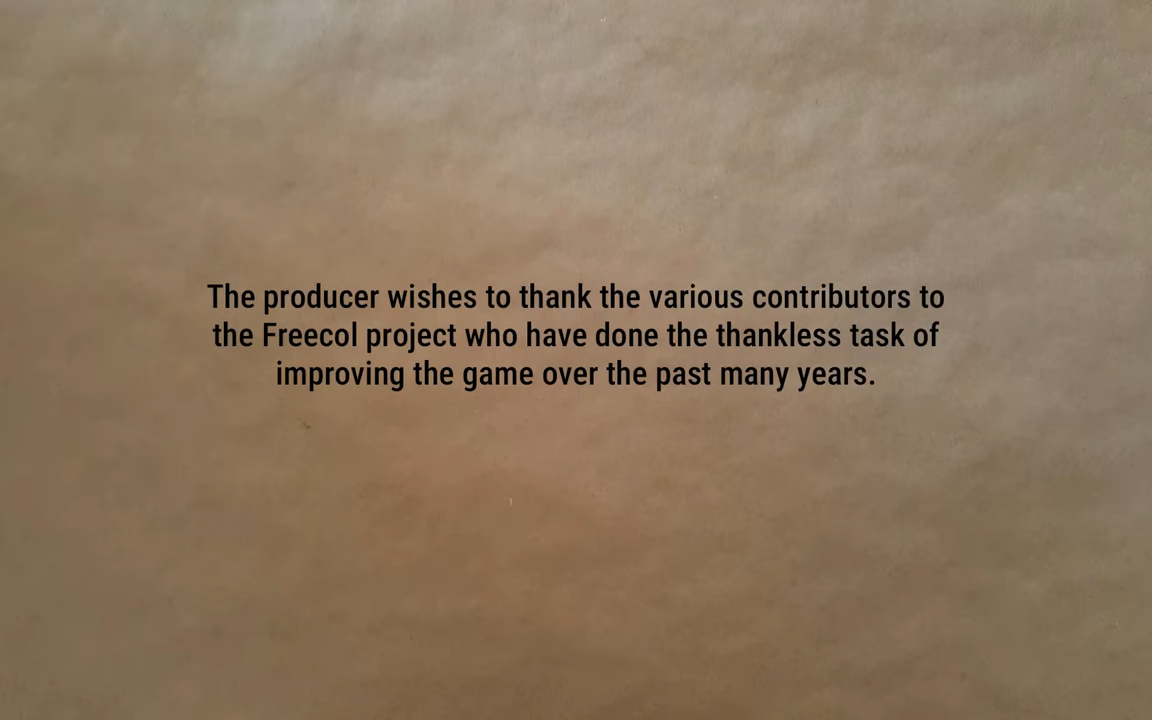 The producer wishes to thank the various contributors to
the Freecol project who have done the thankless task of
improving the game over the past many years.